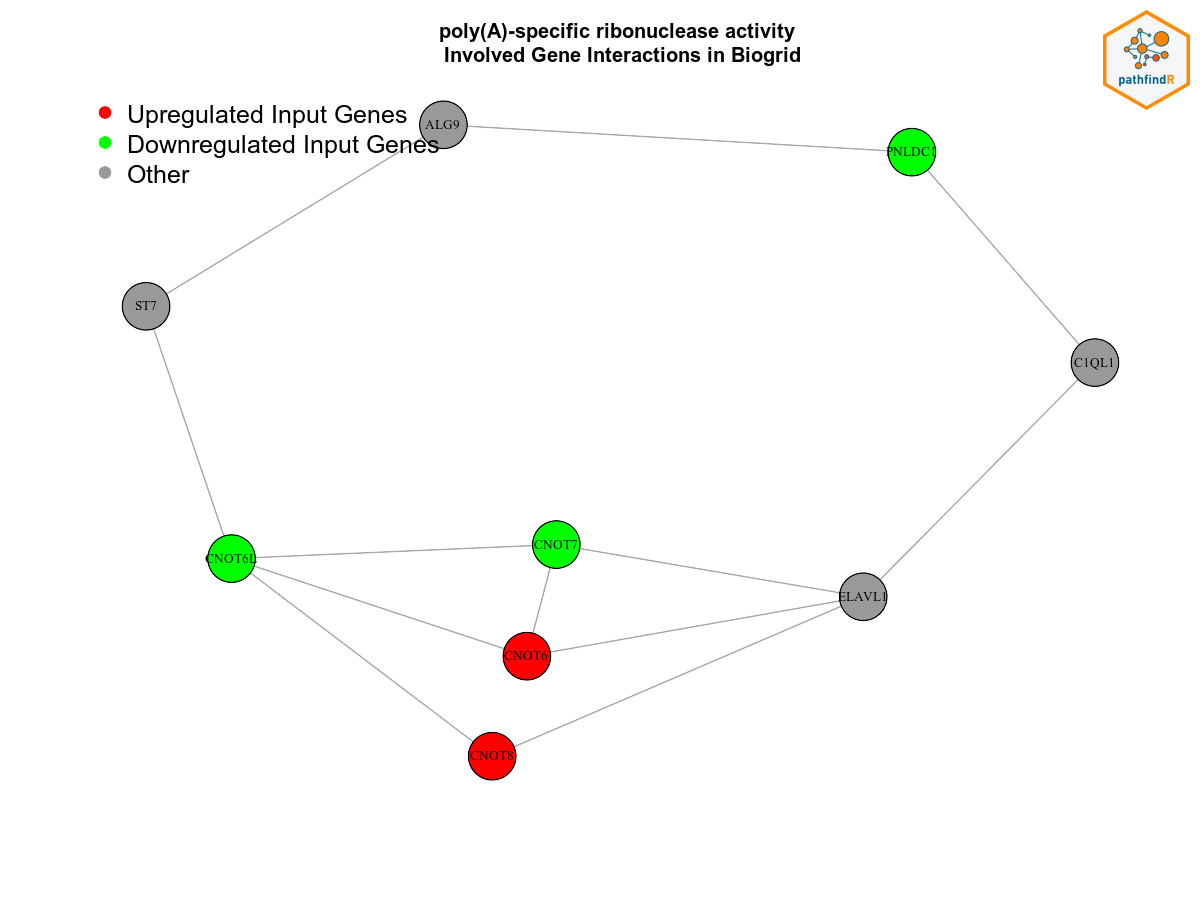 poly(A)-specific ribonuclease activity
Involved Gene Interactions in Biogrid
pathfindR
Upregulated Input Genes
Downregulated Input Genes
Other
ALG9
PNLDC1
ST7
C1QL1
CNOT6L
CNOT7
ELAVL1
CNOT6
CNOT8